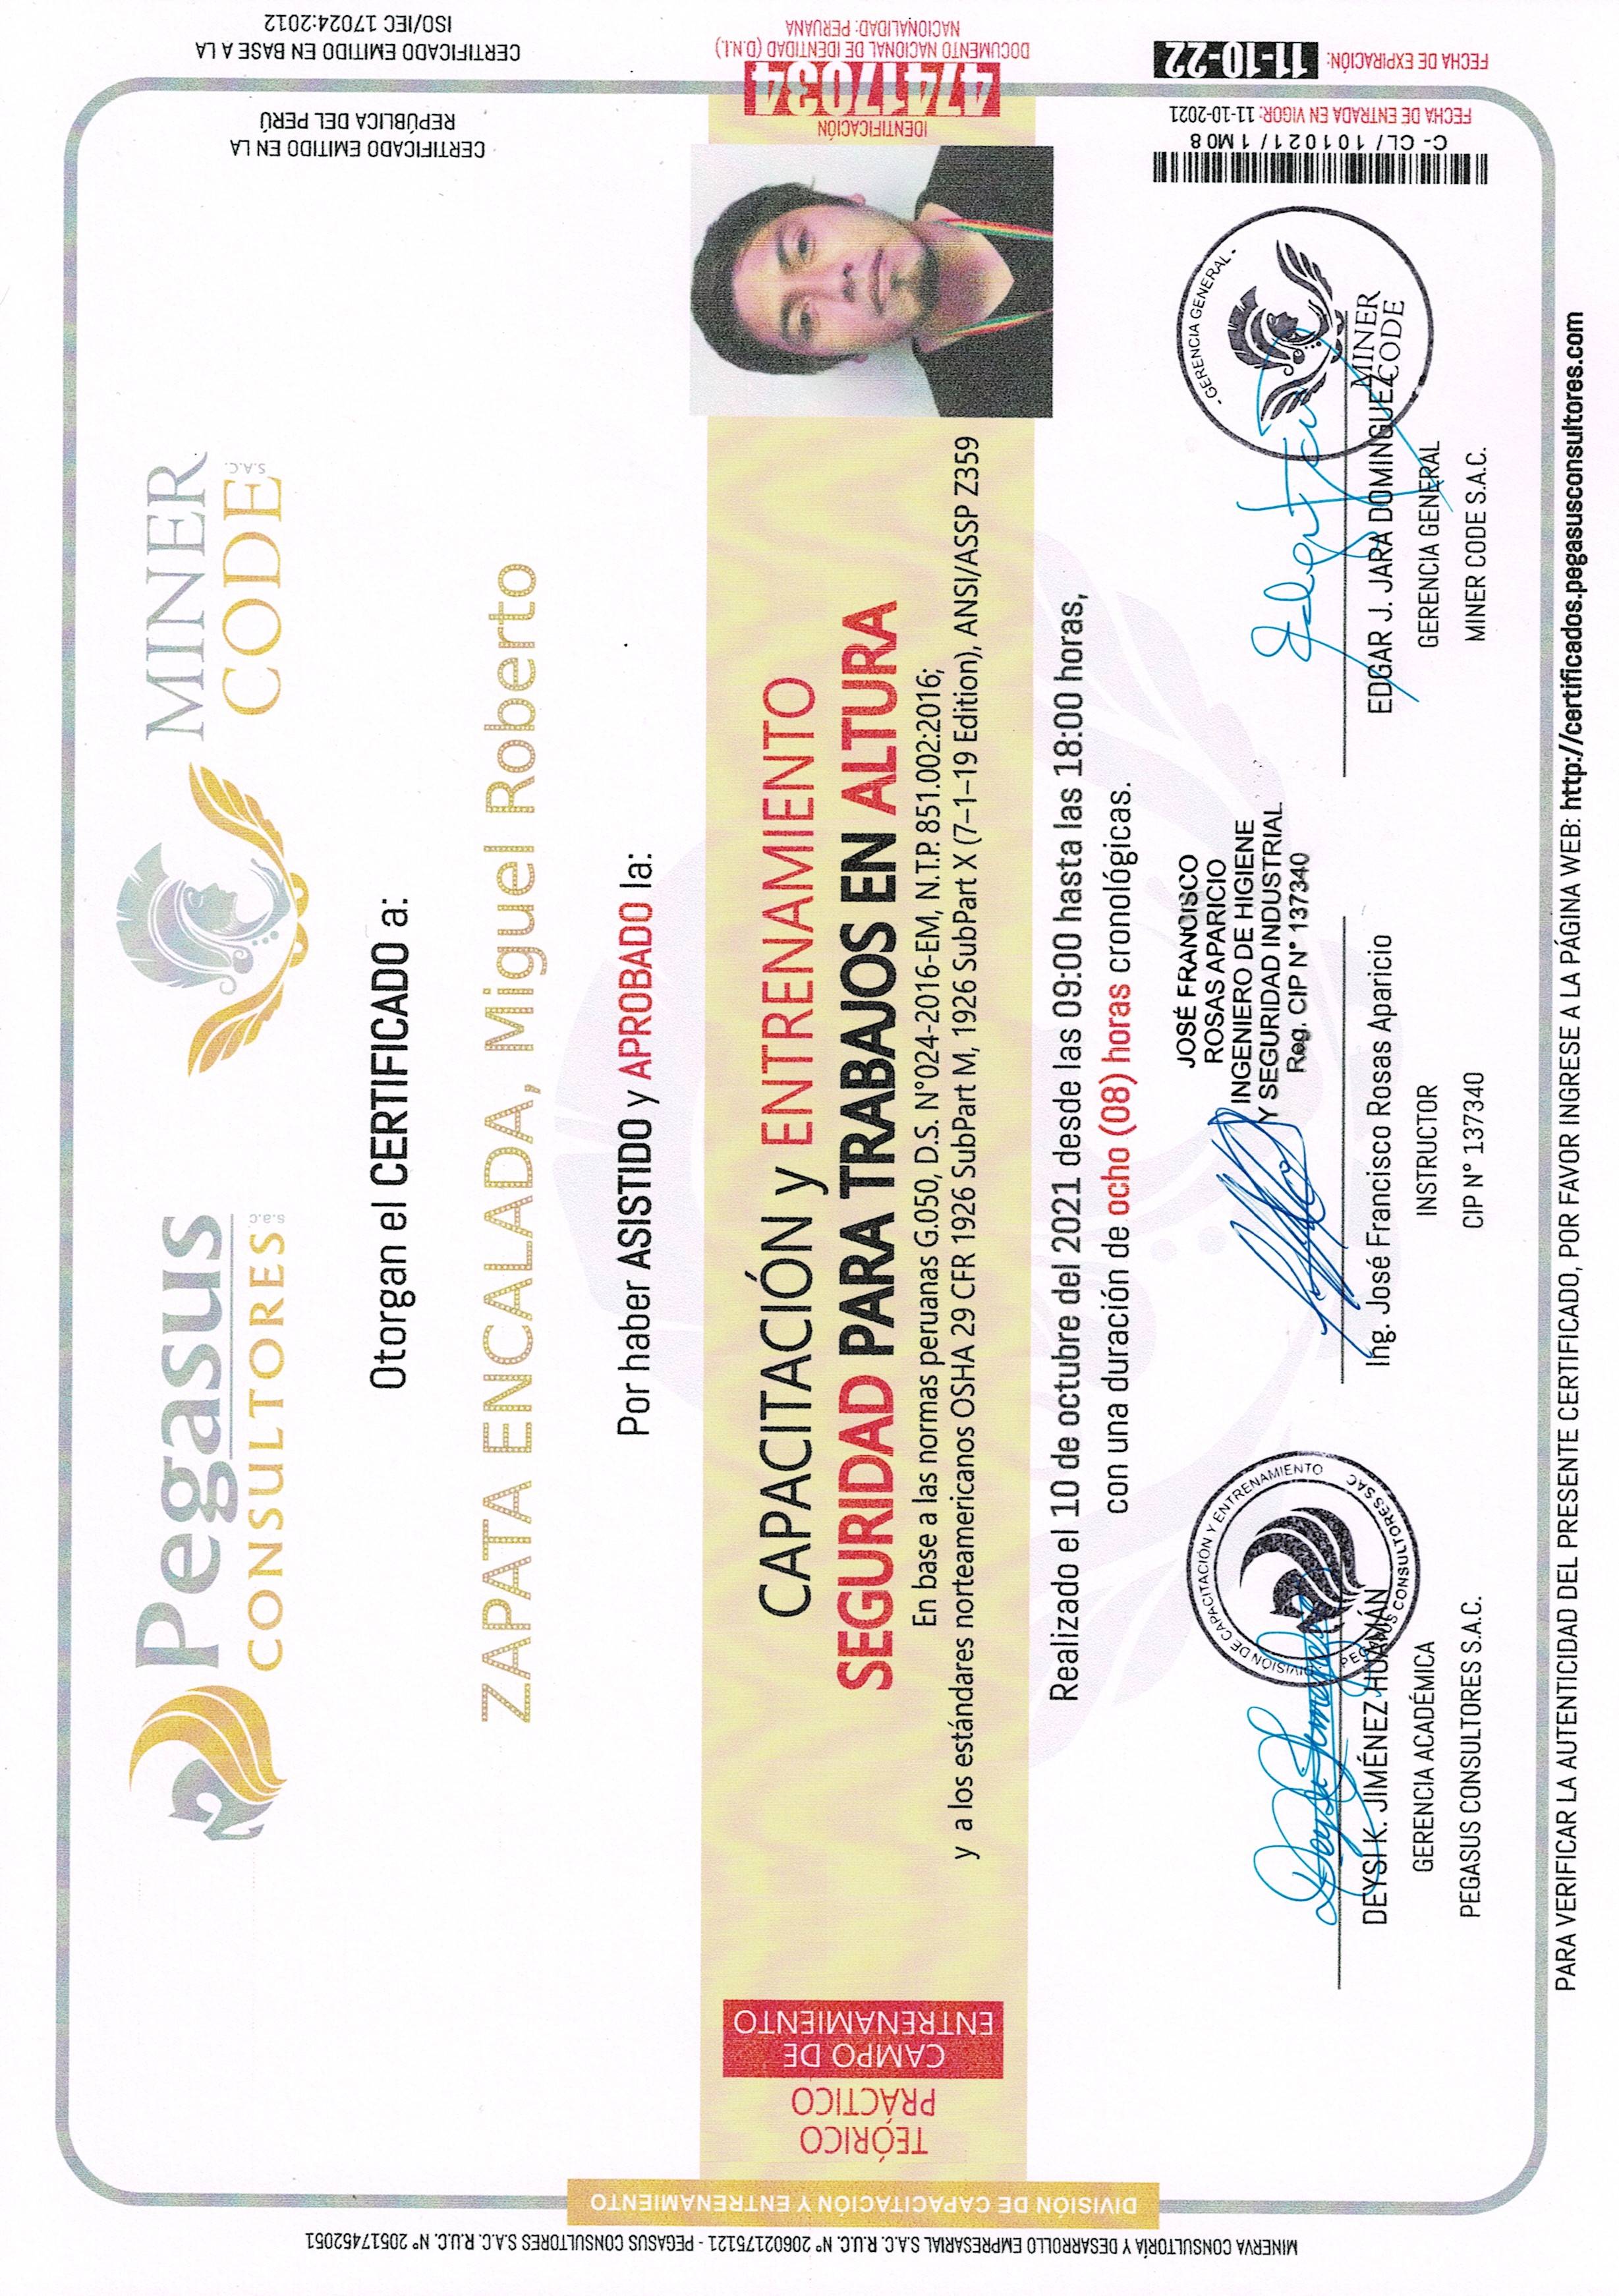 Pegasus
CONSULTORES s.a.c
MINER
CODE S.A.C.
Otorgan el CERTIFICADO a:
ZAPATA ENCALADA, Miguel Roberto
Por haber ASISTIDO y APROBADO la:
CAPACITACIÓN y ENTRENAMIENTO
SEGURIDAD PARA TRABAJOS EN ALTURA
En base a las normas peruanas G.050, D.S. N°024-2016-EM, N.T.P. 851.002:2016;
y a los estándares norteamericanos OSHA 29 CFR 1926 SubPart M, 1926 SubPart X (7–1–19 Edition), ANSI/ASSP Z359
Realizado el 10 de octubre del 2021 desde las 09:00 hasta las 18:00 horas,
con una duración de ocho (08) horas cronológicas.
MINERVA CONSULTORÍA Y DESARROLLO EMPRESARIAL S.A.C. R.U.C. N° 20602175121 - PEGASUS CONSULTORES S.A.C. R.U.C. N° 20517452051
DIVISIÓN DE CAPACITACIÓN Y ENTRENAMIENTO
TEÓRICO
PRÁCTICO
CAMPO DE
ENTRENAMIENTO
CERTIFICADO EMITIDO EN LA
REPÚBLICA DEL PERÚ
CERTIFICADO EMITIDO EN BASE A LA
ISO/IEC 17024:2012
IDENTIFICACIÓN
47417034
DOCUMENTO NACIONAL DE IDENTIDAD (D.N.I.)
NACIONALIDAD: PERUANA
C- CL/ 101021/ 1 M08
FECHA DE ENTRADA EN VIGOR: 11-10-2021
FECHA DE EXPIRACIÓN: 11-10-22
DIVISIÓN DE CAPACITACIÓN Y ENTRENAMIENTO
PEGASUS CONSULTORES SAC
JOSÉ FRANCISCO
ROSAS APARICIO
INGENIERO DE HIGIENE
Y SEGURIDAD INDUSTRIAL
Reg. CIP N° 137340
- GERENCIA GENERAL -
MINER
CODE
DEYSI K. JIMÉNEZ HUAMÁN
GERENCIA ACADÉMICA
PEGASUS CONSULTORES S.A.C.
Ing. José Francisco Rosas Aparicio
INSTRUCTOR
CIP N° 137340
EDGAR J. JARA DOMINGUEZ
GERENCIA GENERAL
MINER CODE S.A.C.
PARA VERIFICAR LA AUTENTICIDAD DEL PRESENTE CERTIFICADO, POR FAVOR INGRESE A LA PÁGINA WEB: http://certificados.pegasusconsultores.com